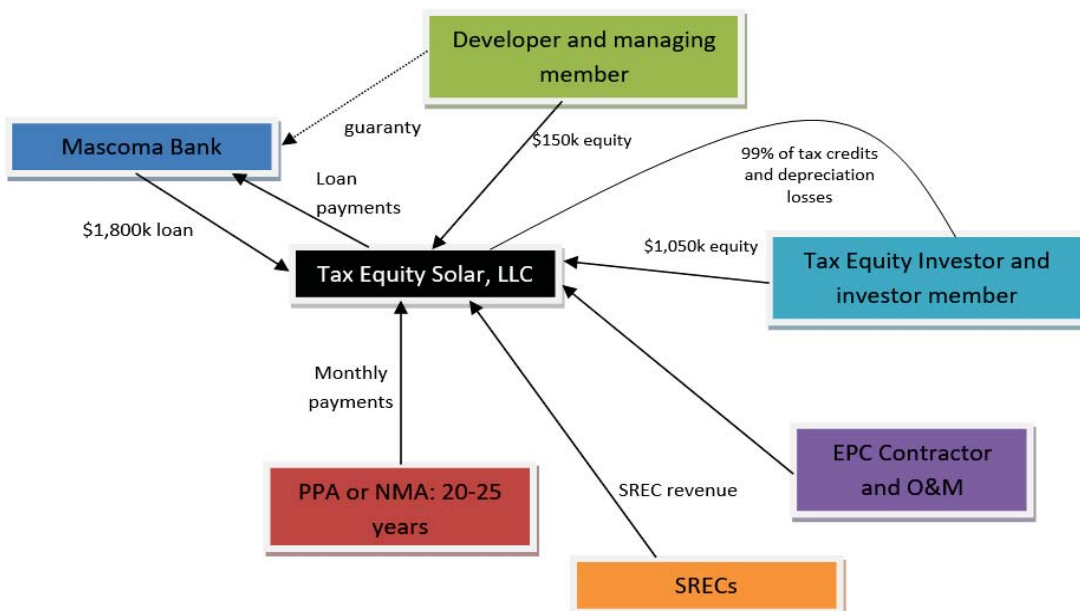 Developer and managing
member
guaranty
Mascoma Bank
$150k equity
99% of tax credits
and depreciation
losses
Loan
payments
$1,800k loan
$1,050k equity
Tax Equity Solar, LLC
Tax Equity Investor and
investor member
Monthly
payments
EPC Contractor
and O&M
PPA or NMA: 20-25
years
SREC revenue
SRECs